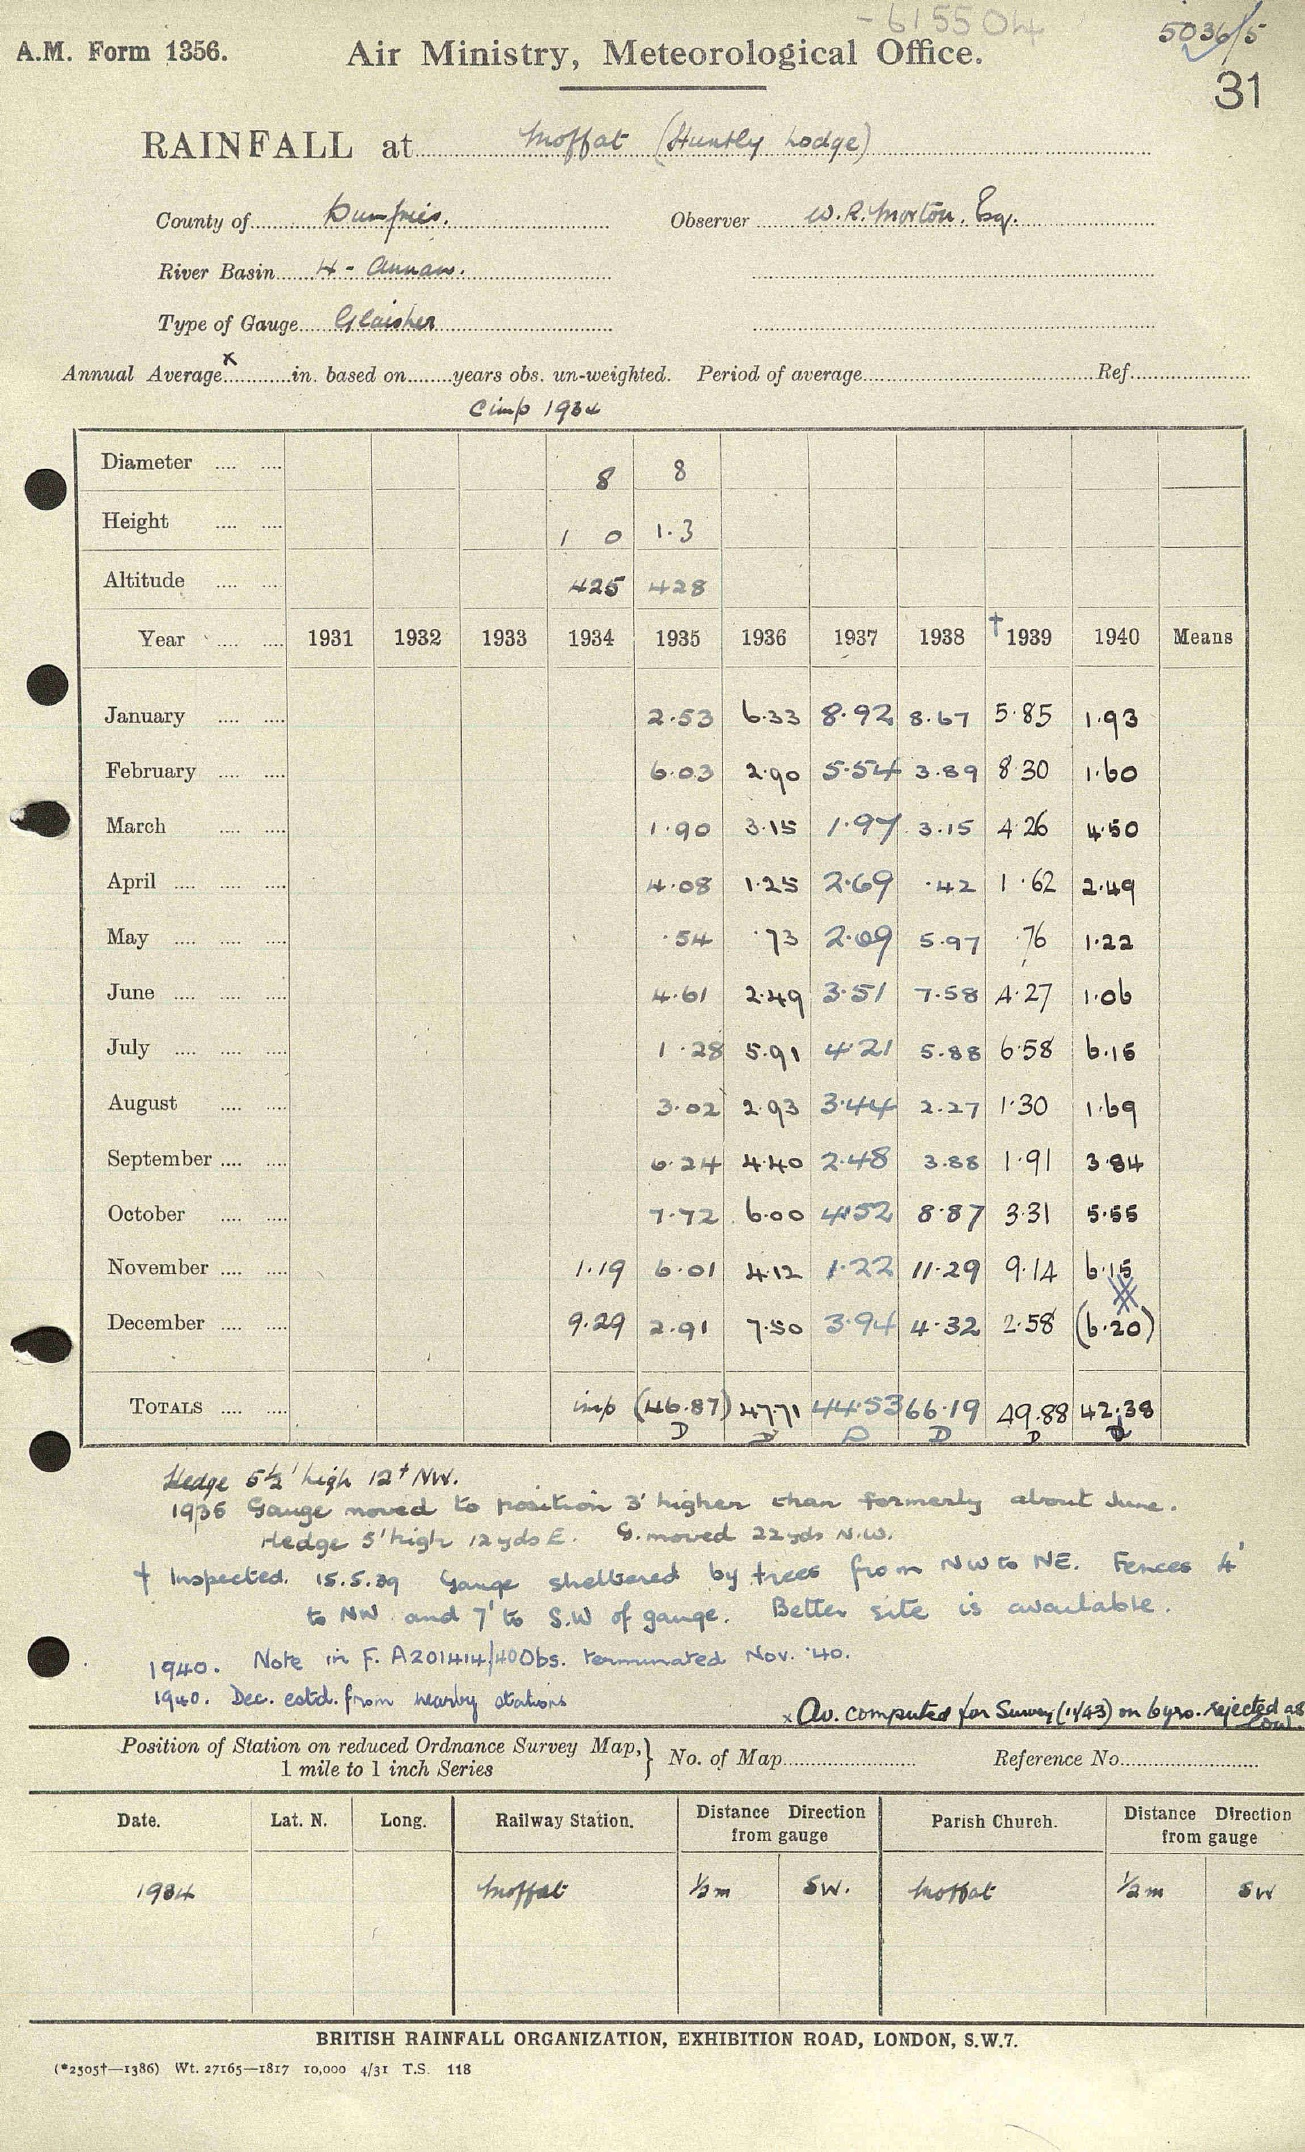 -615504
5036/5
A.M. Form 1356. Air Ministry, Meteorological Office.
31
RAINFALL at Moffat (Huntly Lodge)
County of Dumfries. Observer W.R. Morton. Esq.
River Basin H - Annan.
Type of Gauge Glaisher
Annual Average x in. based on years obs. un-weighted. Period of average Ref.
Cimp 1934
Diameter 8 8
Height 1 0 1.3
Altitude 425 428
Year 1931 1932 1933 1934 1935 1936 1937 1938 † 1939 1940 Means
January 2.53 6.33 8.92 8.67 5.85 1.93
February 6.03 2.90 5.54 3.89 8.30 1.60
March 1.90 3.15 1.97 3.15 4.26 4.50
April 4.08 1.25 2.69 .42 1.62 2.49
May .54 .73 2.09 5.97 .76 1.22
June 4.61 2.49 3.51 7.58 4.27 1.06
July 1.28 5.91 4.21 5.88 6.58 6.15
August 3.02 2.93 3.44 2.27 1.30 1.69
September 6.24 4.40 2.48 3.88 1.91 3.84
October 7.72 6.00 4.52 8.87 3.31 5.55
November 1.19 6.01 4.12 1.22 11.29 9.14 6.15
December 9.29 2.91 7.50 3.94 4.32 2.58 (6.20)
TOTALS imp (46.87) 47.71 44.53 66.19 49.88 42.38
D D D D D D
Hedge 5½' high 12† NW.
1935 Gauge moved to position 3' higher than formerly about June.
Hedge 5' high 12yds E. G. moved 22yds N.W.
† Inspected. 15.5.39 Gauge sheltered by trees from NW to NE. Fences 4'
to NW and 7' to S.W of gauge. Better site is available.
1940. Note in F. A201414/40 Obs. terminated Nov. '40.
1940. Dec. estd. from nearby stations
x Av. computed for Survey (11/43) on 6 yrs. rejected as
low.
Position of Station on reduced Ordnance Survey Map, } No. of Map Reference No.
1 mile to 1 inch Series
Date. Lat. N. Long. Railway Station. Distance Direction from gauge Parish Church. Distance Direction from gauge
1934 Moffat ½m SW. Moffat ½m SW
BRITISH RAINFALL ORGANIZATION, EXHIBITION ROAD, LONDON, S.W.7.
(*2505†—1386) Wt. 27165—1817 10,000 4/31 T.S. 118